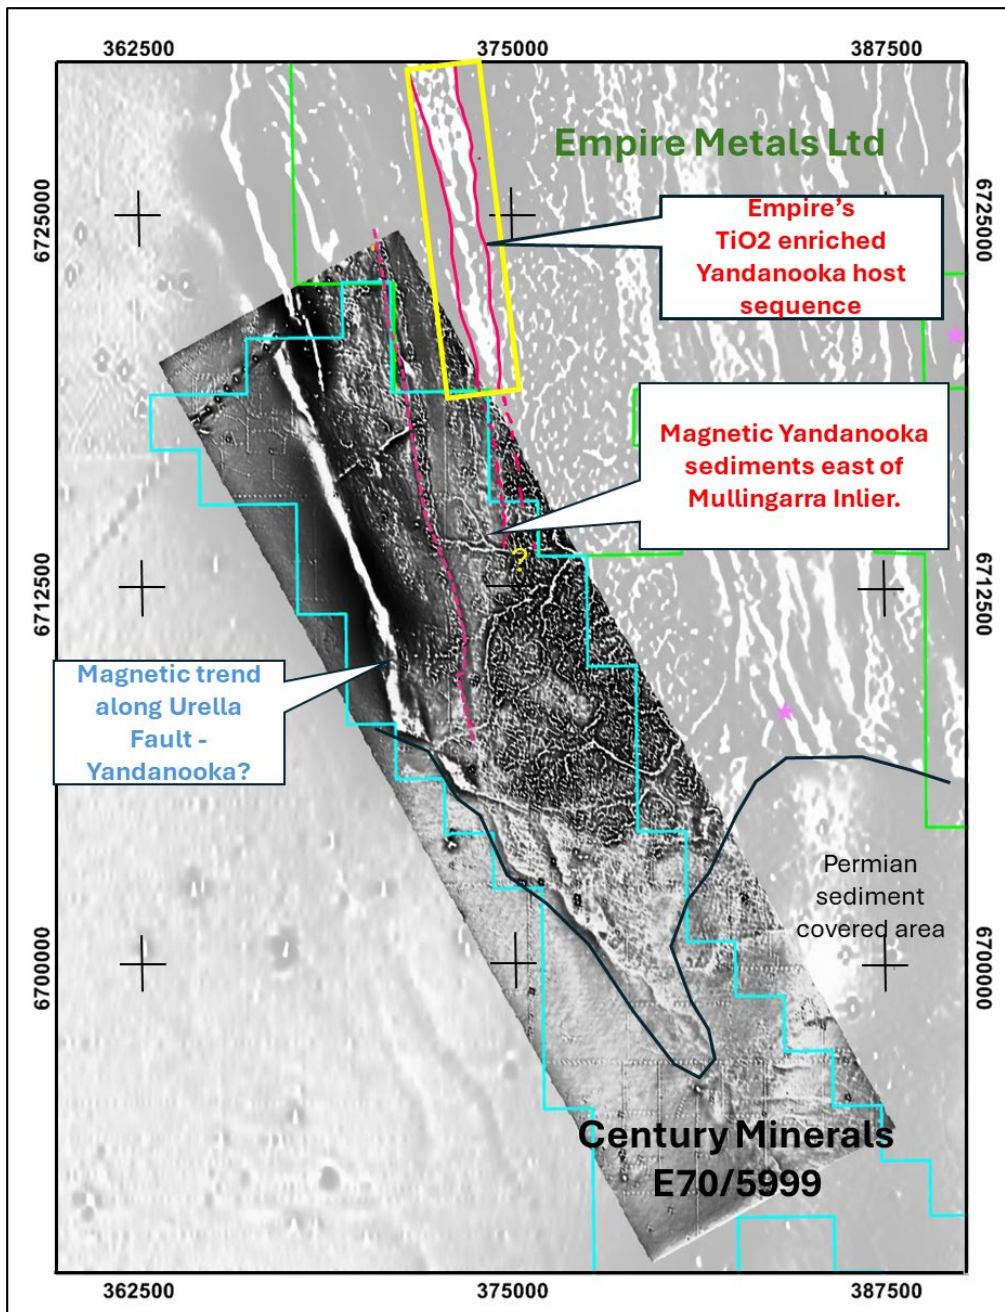 362500
375000
387500
Empire Metals Ltd
6725000
6725000
Empire's
TiO2 enriched
Yandanooka host
sequence
Magnetic Yandanooka
sediments east of
Mullingarra Inlier.
?
6712500
6712500
Magnetic trend
along Urella
Fault -
Yandanooka?
Permian
sediment
covered area
6700000
6700000
Century Minerals
E70/5999
362500
375000
387500